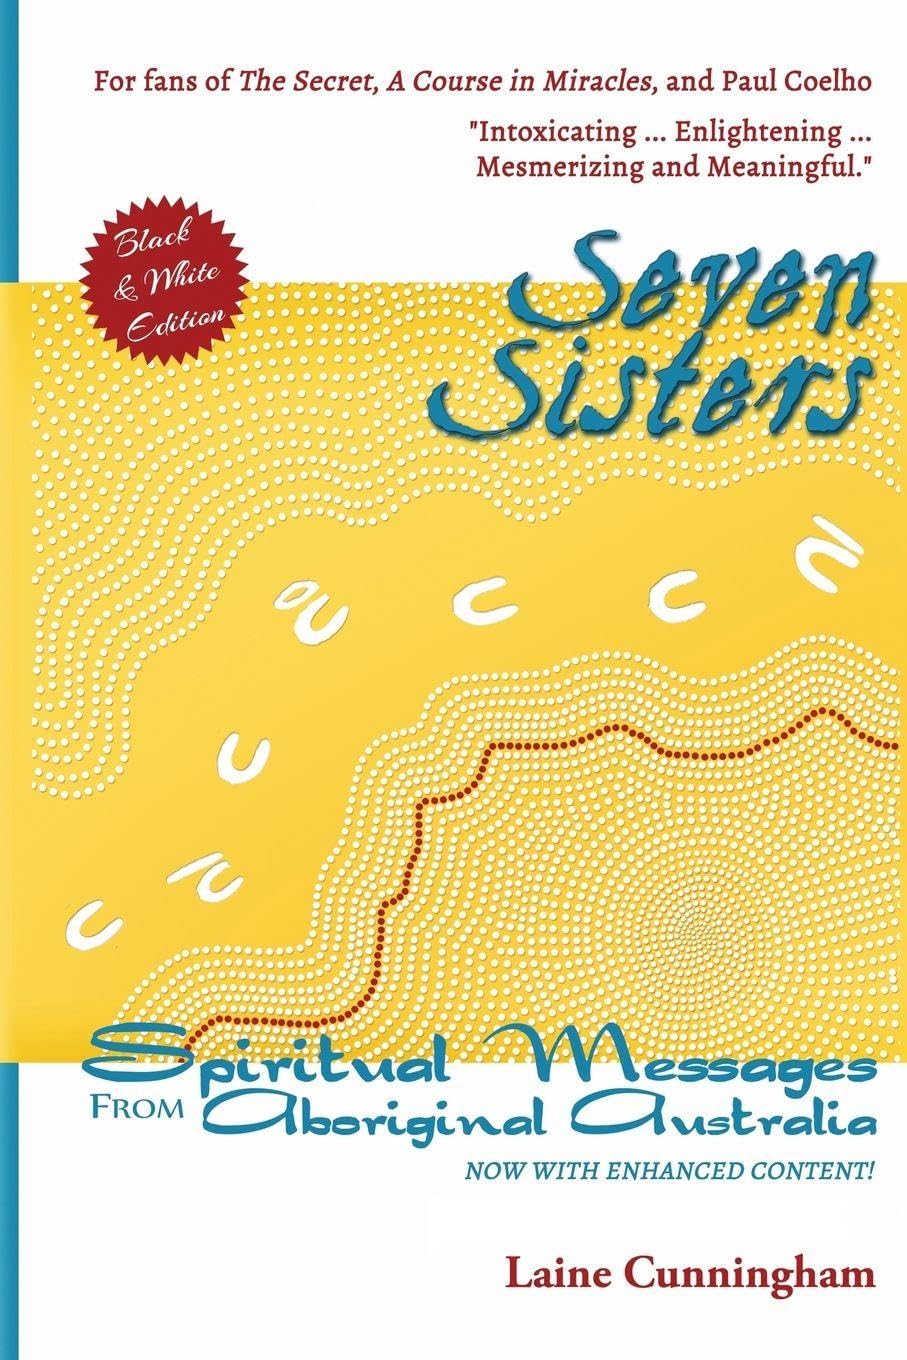 For fans of The Secret, A Course in Miracles, and Paul Coelho
"Intoxicating ... Enlightening ...
Mesmerizing and Meaningful."
Black
& White
Edition
Seven
Sisters
Spiritual Messages
FROM Aboriginal Australia
NOW WITH ENHANCED CONTENT!
Laine Cunningham